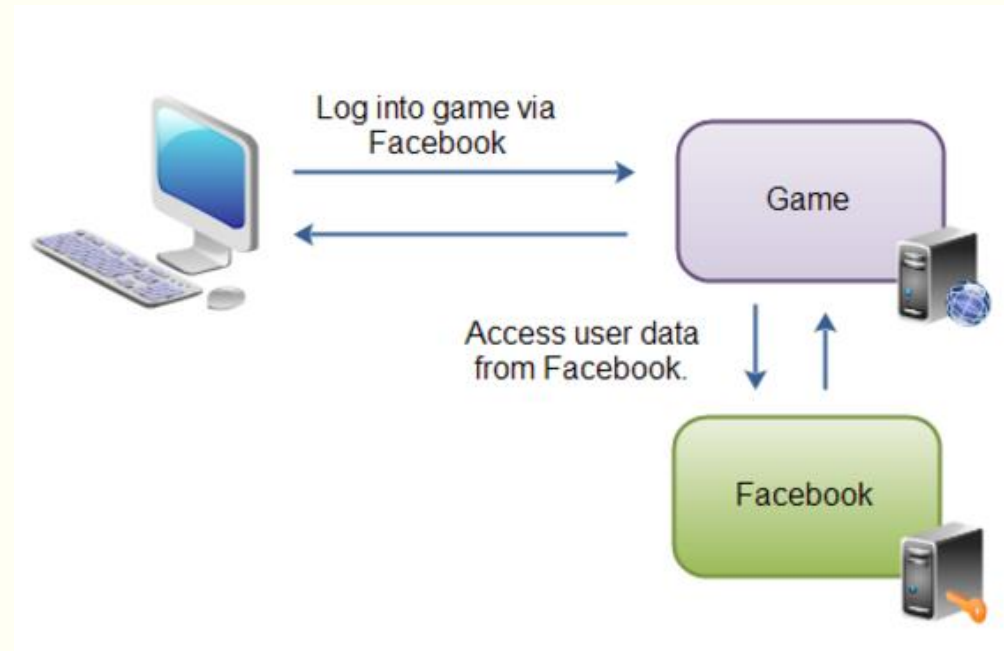 Log into game via
Facebook
Game
Access user data
from Facebook.
Facebook